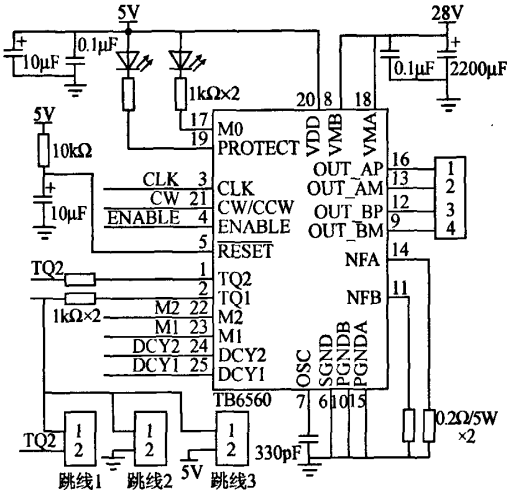 5V
28V
10μF
0.1μF
1kΩ×2
0.1μF
2200μF
20
8
18
VDD
VMB
VMA
17
M0
19
PROTECT
5V
10kΩ
10μF
CLK 3
CLK
CW 21
CW/CCW
ENABLE 4
ENABLE
5
RESET
OUT_AP 16
OUT_AM 13
OUT_BP 12
OUT_BM 9
1
2
3
4
NFA 14
NFB 11
TQ2
1
TQ2
2
TQ1
1kΩ×2
M2 22
M2
M1 23
M1
DCY2 24
DCY2
DCY1 25
DCY1
OSC
SGND
PGNDB
PGNDA
TB6560
7
6
10
15
330pF
0.2Ω/5W
×2
TQ2
1
2
1
2
1
2
5V
跳线1
跳线2
跳线3